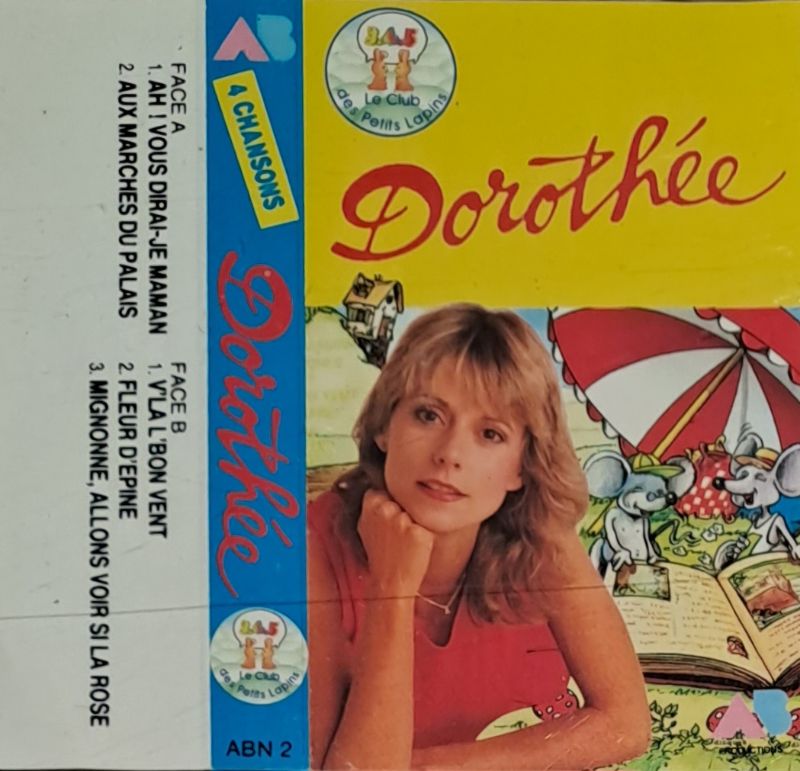 FACE A
1. AH ! VOUS DIRAI-JE MAMAN
2. AUX MARCHES DU PALAIS
FACE B
1. V'LA L'BON VENT
2. FLEUR D'EPINE
3. MIGNONNE, ALLONS VOIR SI LA ROSE
AB
4 CHANSONS
Dorothée
3.4.5
Le Club
des Petits Lapins
ABN 2
3.4.5
Le Club
des Petits Lapins
Dorothée
AB
disques
PRODUCTIONS